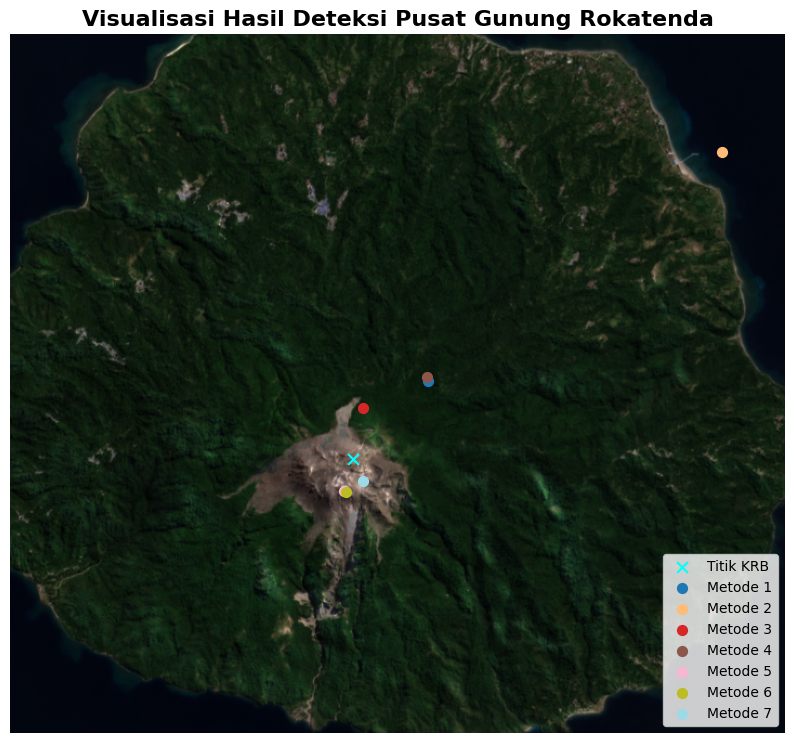 Visualisasi Hasil Deteksi Pusat Gunung Rokatenda
Titik KRB
Metode 1
Metode 2
Metode 3
Metode 4
Metode 5
Metode 6
Metode 7